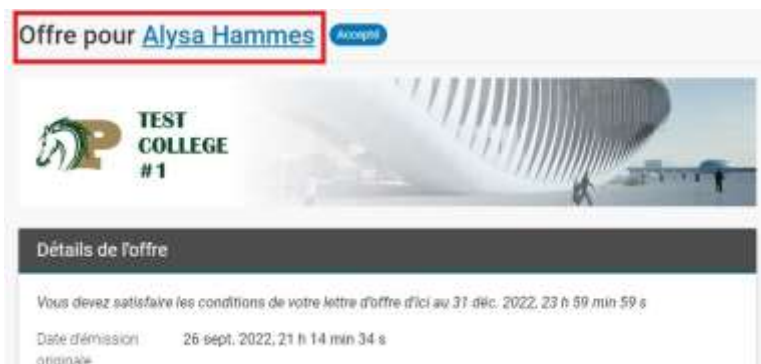 Offre pour Alysa Hammes Accepté
P
TEST
COLLEGE
#1
Détails de l'offre
Vous devez satisfaire les conditions de votre lettre d'offre d'ici au 31 déc. 2022, 23 h 59 min 59 s
Date d'émission 26 sept. 2022, 21 h 14 min 34 s
originale